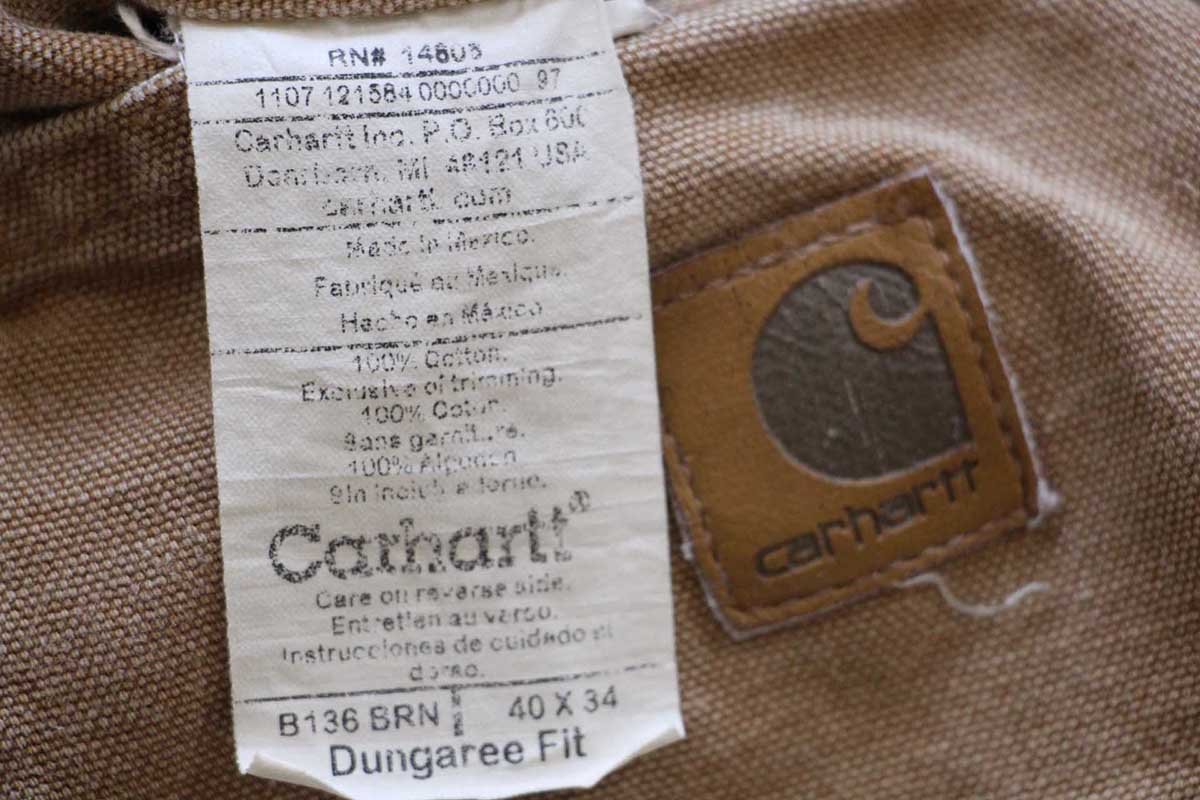 RN# 14803
1107 121584 0000000 97
Carhartt Inc. P.O. Box 600
Dearborn, MI 48121 USA
carhartt.com
Made in Mexico.
Fabriqué au Mexique.
Hecho en México
100% Cotton.
Exclusive of trimming.
100% Coton.
Sans garniture.
100% Algodon
Sin incluir adorno.
Carhartt®
Care on reverse side.
Entretien au verso.
Instrucciones de cuidado al
dorso.
B136 BRN 40 X 34
Dungaree Fit
carhartt